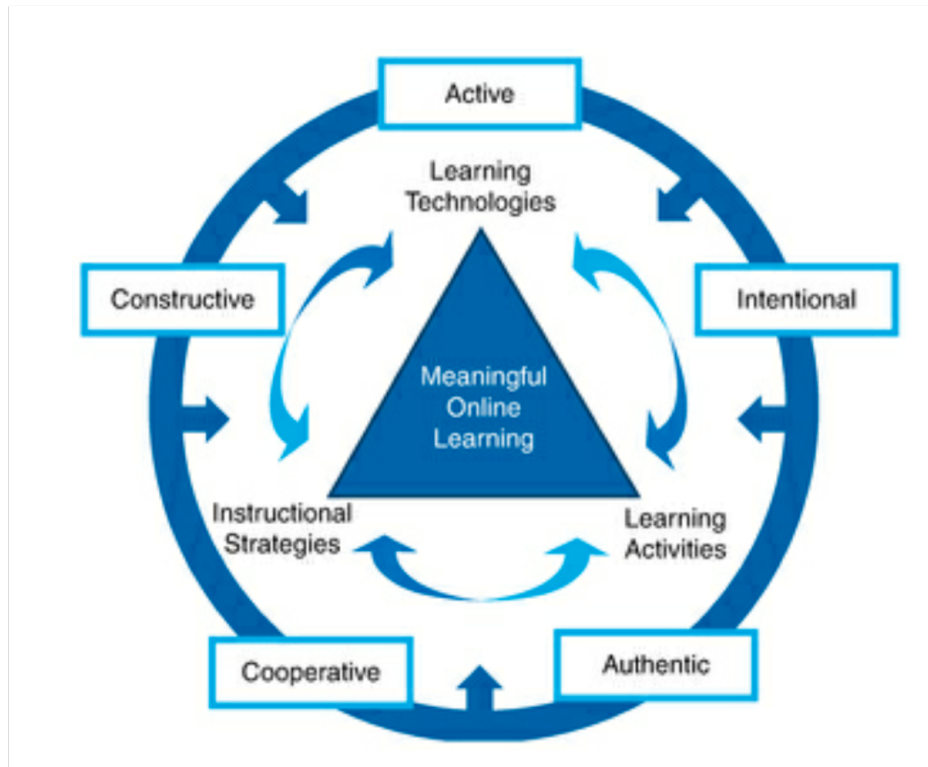 Active
Learning
Technologies
Constructive
Intentional
Meaningful
Online
Learning
Instructional
Strategies
Learning
Activities
Cooperative
Authentic